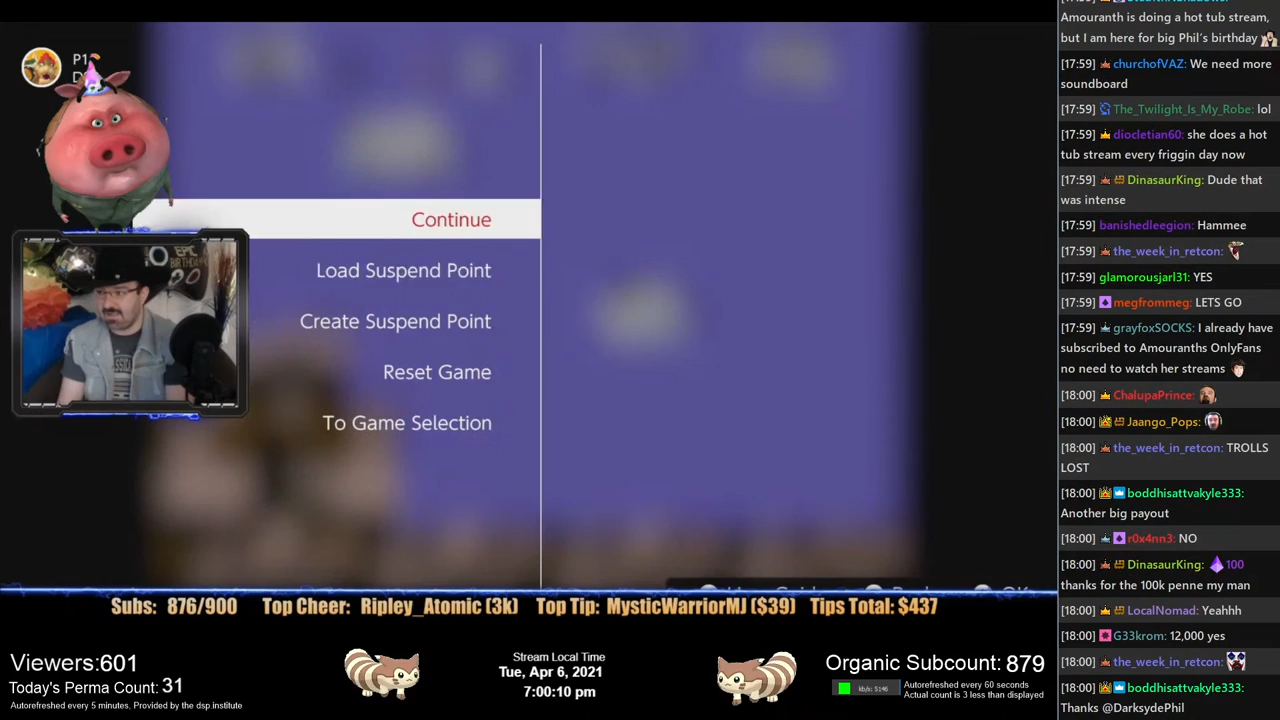 P1
Continue
Load Suspend Point
Create Suspend Point
Reset Game
To Game Selection
EPIC
BIRTHDAY
Subs: 876/900 Top Cheer: Ripley_Atomic (3k) Top Tip: MysticWarriorMJ ($39) Tips Total: $437
Viewers:601
Today's Perma Count: 31
Autorefreshed every 5 minutes, Provided by the dsp institute
Stream Local Time
Tue, Apr 6, 2021
7:00:10 pm
Organic Subcount: 879
kb/s: 5146
Autorefreshed every 60 seconds
Actual count is 3 less than displayed
Amouranth is doing a hot tub stream,
but I am here for big Phil's birthday
[17:59] churchofVAZ: We need more
soundboard
[17:59] The_Twilight_Is_My_Robe: lol
[17:59] diocletian60: she does a hot
tub stream every friggin day now
[17:59] DinasaurKing: Dude that
was intense
[17:59] banishedleegion: Hammee
[17:59] the_week_in_retcon:
[17:59] glamorousjarl31: YES
[17:59] megfrommeg: LETS GO
[17:59] grayfoxSOCKS: I already have
subscribed to Amouranths OnlyFans
no need to watch her streams
[18:00] ChalupaPrince:
[18:00] Jaango_Pops:
[18:00] the_week_in_retcon: TROLLS
LOST
[18:00] boddhisattvakyle333:
Another big payout
[18:00] r0x4nn3: NO
[18:00] DinasaurKing: 100
thanks for the 100k penne my man
[18:00] LocalNomad: Yeahhh
[18:00] G33krom: 12,000 yes
[18:00] the_week_in_retcon:
[18:00] boddhisattvakyle333:
Thanks @DarksydePhil